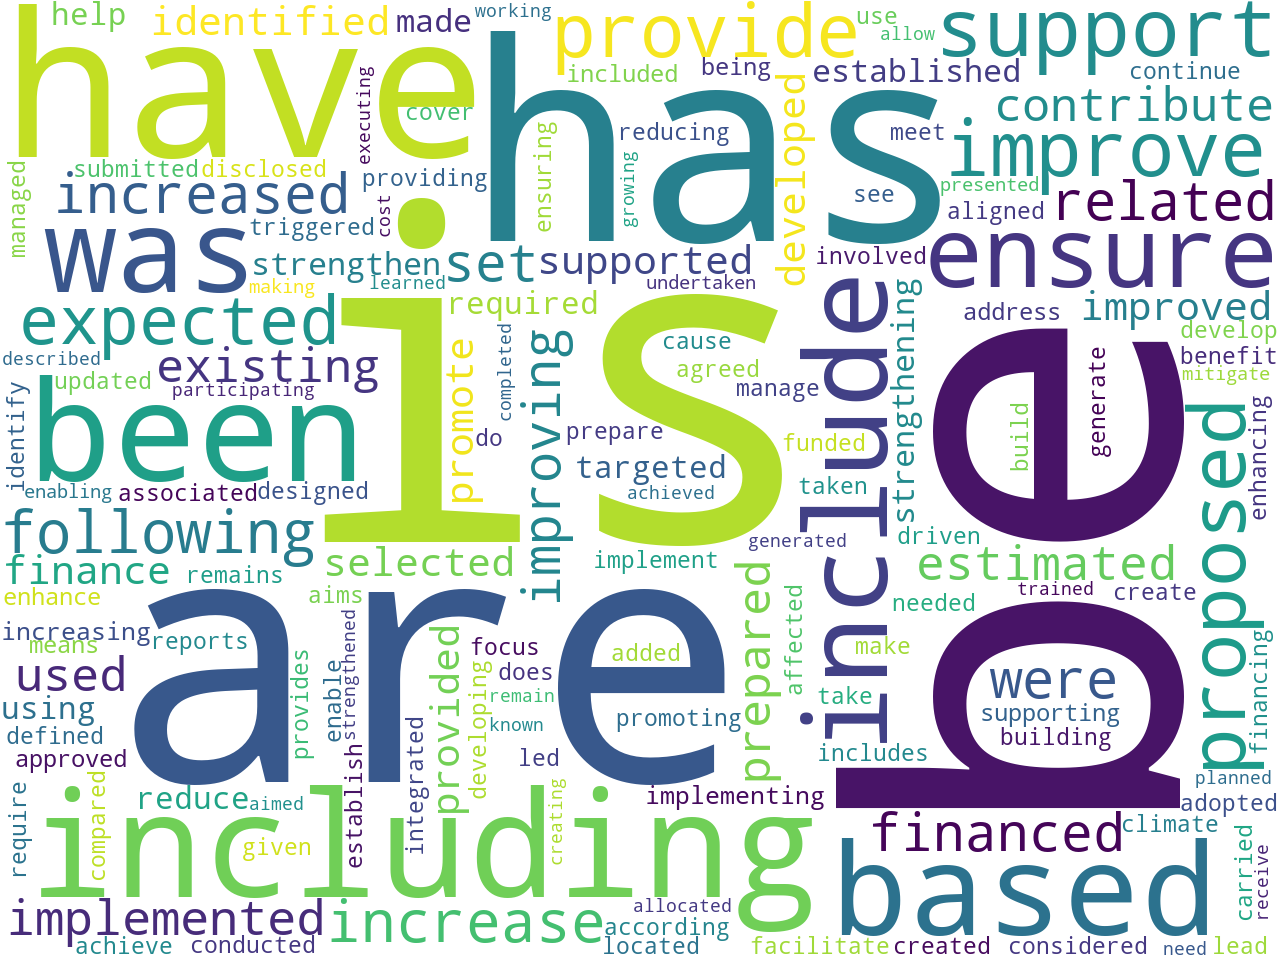 help
identified
made
working
provide
use
allow
support
have
has
included
being
established
continue
cover
executing
developed
contribute
reducing
meet
improve
ensuring
growing
managed
submitted
disclosed
providing
see
presented
related
increased
triggered
cost
aligned
was
strengthen
set
supported
involved
ensure
making
learned
undertaken
is
include
strengthening
address
improved
expected
required
described
existing
promote
completed
improving
cause
agreed
manage
be
develop
benefit
mitigate
updated
participating
been
do
prepare
funded
build
generate
proposed
enhancing
identify
enabling
associated
designed
targeted
achieved
taken
following
selected
implement
generated
driven
estimated
finance
remains
are
aims
prepared
affected
needed
trained
create
enhance
increasing
means
reports
provides
enable
strengthened
provided
focus
does
added
make
used
developing
remain
known
promoting
take
were
supporting
building
financing
using
defined
approved
establish
integrated
led
includes
planned
adopted
require
compared
reduce
aimed
creating
implementing
financed
climate
including
given
based
carried
receive
implemented
increase
allocated
according
achieve
conducted
located
facilitate
created
considered
need
lead